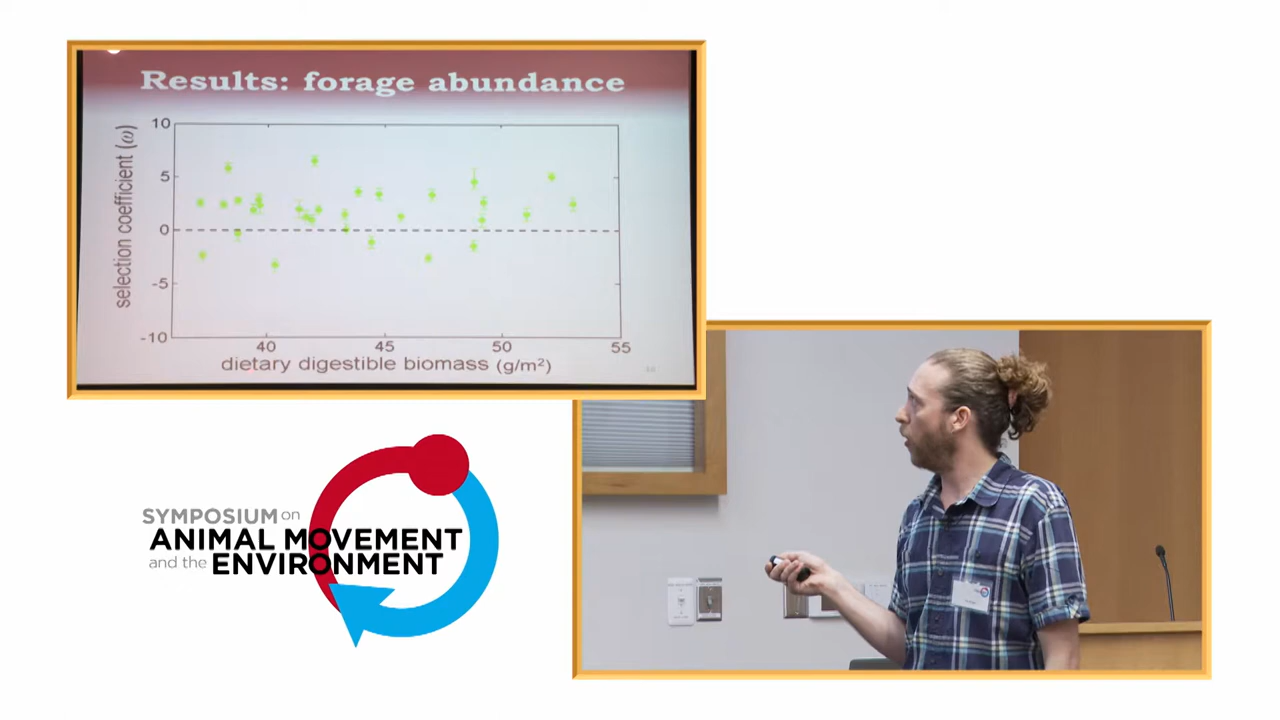 Results: forage abundance
selection coefficient (ω)
10
5
0
-5
-10
40
45
50
55
dietary digestible biomass (g/m²)
SYMPOSIUM on
ANIMAL MOVEMENT
and the ENVIRONMENT